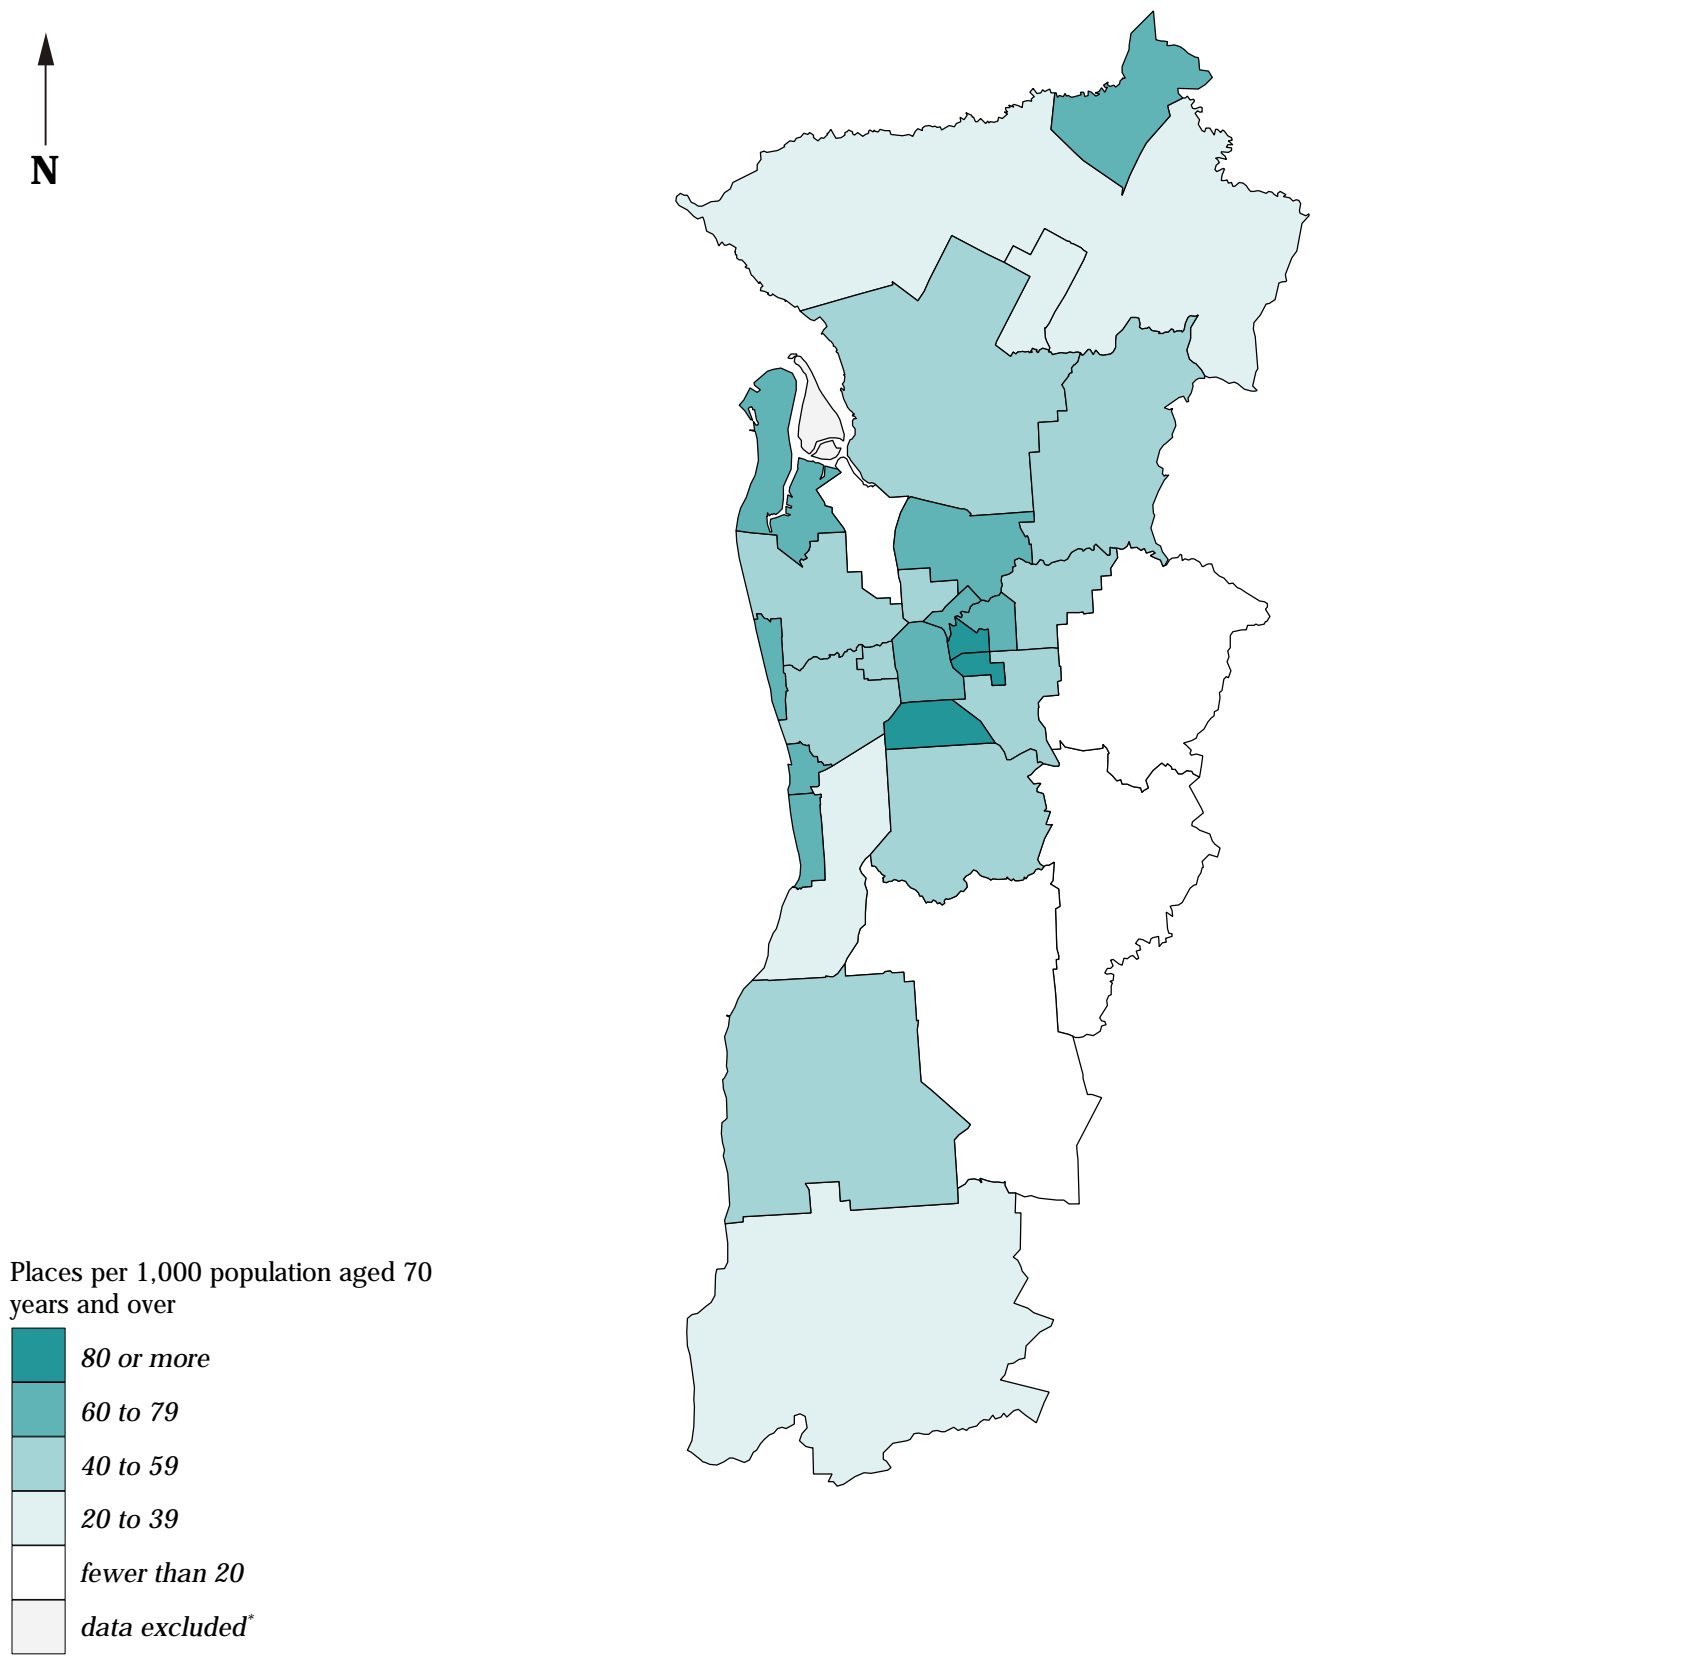 N
Places per 1,000 population aged 70
years and over
80 or more
60 to 79
40 to 59
20 to 39
fewer than 20
data excluded*